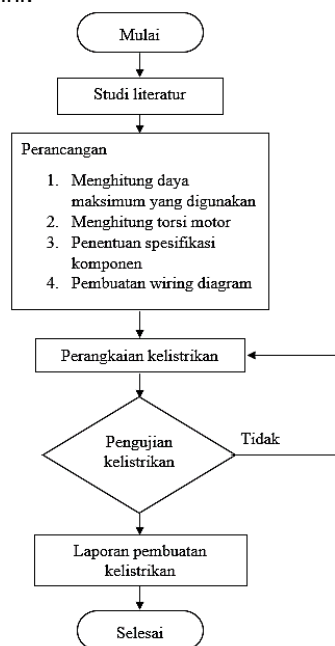 Mulai
Studi literatur
Perancangan
1. Menghitung daya
maksimum yang digunakan
2. Menghitung torsi motor
3. Penentuan spesifikasi
komponen
4. Pembuatan wiring diagram
Perangkaian kelistrikan
Pengujian
kelistrikan
Tidak
Laporan pembuatan
kelistrikan
Selesai